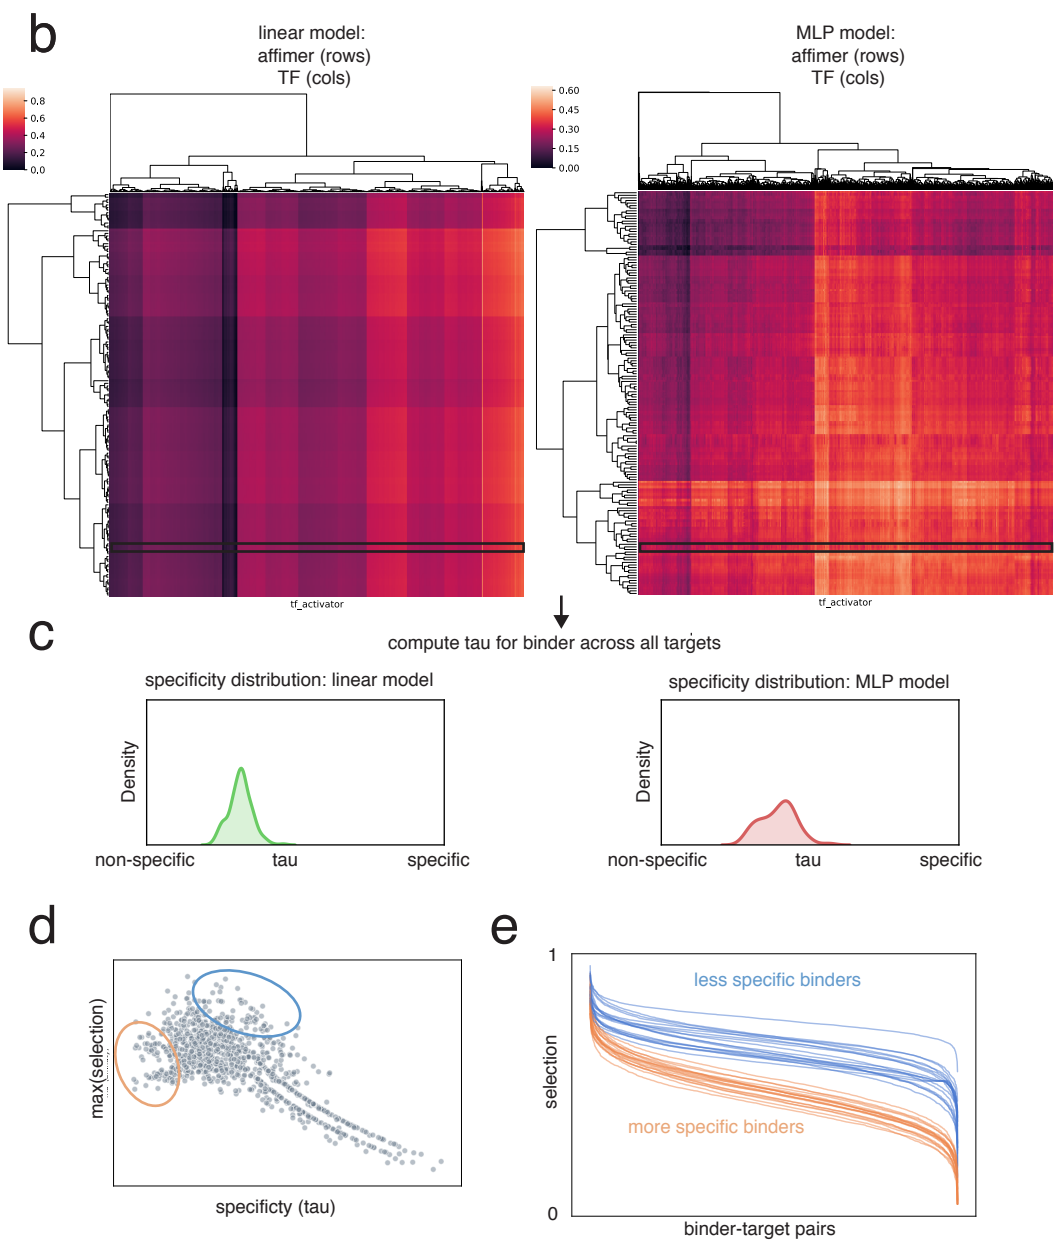 b
linear model:
affimer (rows)
TF (cols)
MLP model:
affimer (rows)
TF (cols)
0.8
0.6
0.4
0.2
0.0
0.60
0.45
0.30
0.15
0.00
tf_activator
tf_activator
c
compute tau for binder across all targets
specificity distribution: linear model
specificity distribution: MLP model
Density
Density
non-specific
tau
specific
non-specific
tau
specific
d
e
max(selection)
specificty (tau)
1
selection
0
less specific binders
more specific binders
binder-target pairs